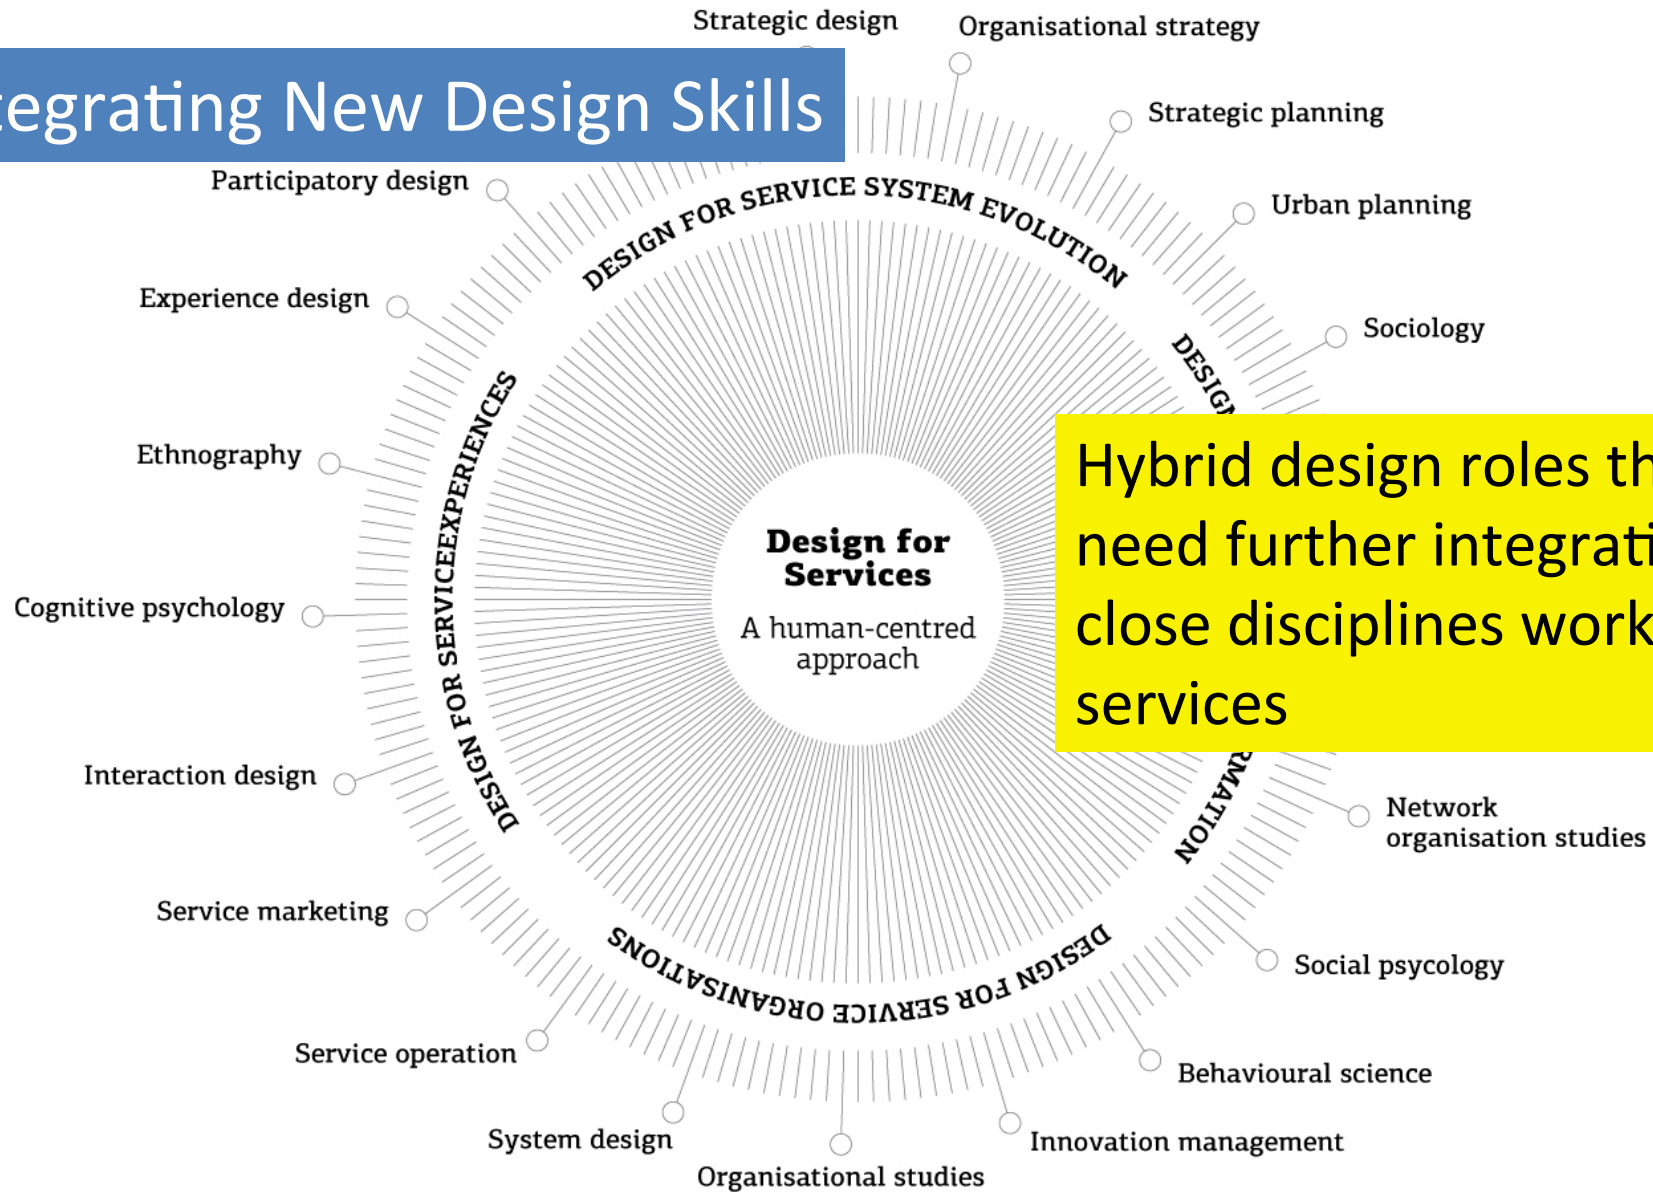 Strategic design
Organisational strategy
tegrating New Design Skills
Strategic planning
Participatory design
Urban planning
DESIGN FOR SERVICE SYSTEM EVOLUTION
Experience design
Sociology
DESIGN
Ethnography
DESIGN FOR SERVICEEXPERIENCES
Hybrid design roles th
need further integrati
close disciplines work
services
Design for
Services
A human-centred
approach
Cognitive psychology
Interaction design
RMATION
Network
organisation studies
Service marketing
DESIGN FOR SERVICE ORGANISATIONS
Social psycology
Service operation
Behavioural science
System design
Innovation management
Organisational studies